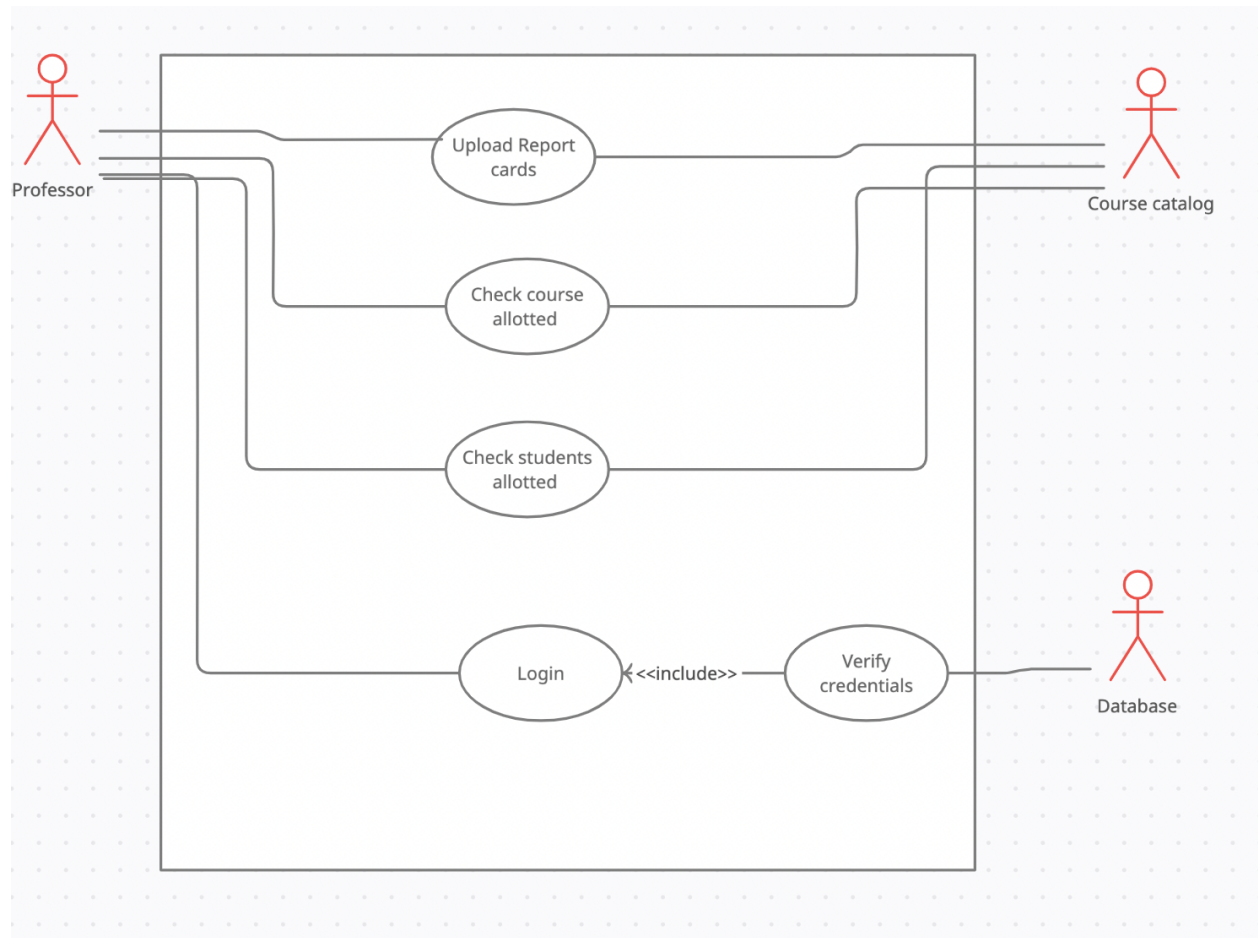 Upload Report
cards
Professor
Course catalog
Check course
allotted
Check students
allotted
Login
<<include>>
Verify
credentials
Database